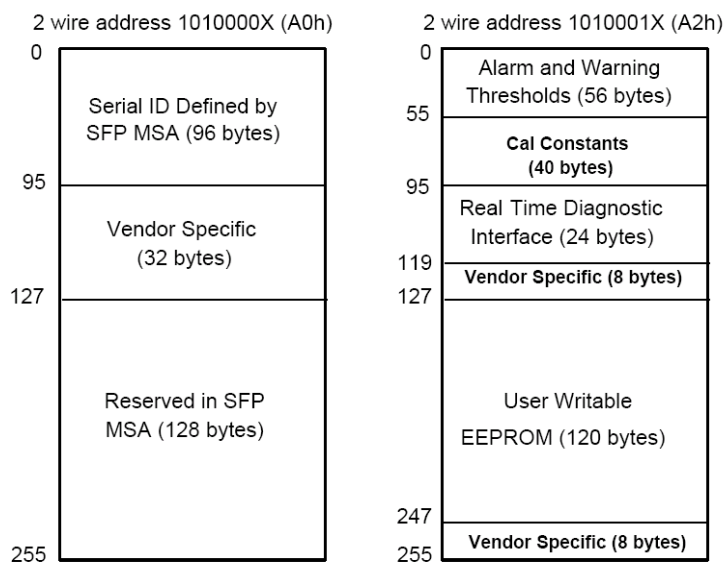 2 wire address 1010000X (A0h)
0
Serial ID Defined by
SFP MSA (96 bytes)
95
Vendor Specific
(32 bytes)
127
Reserved in SFP
MSA (128 bytes)
255
2 wire address 1010001X (A2h)
0
Alarm and Warning
Thresholds (56 bytes)
55
Cal Constants
(40 bytes)
95
Real Time Diagnostic
Interface (24 bytes)
119
Vendor Specific (8 bytes)
127
User Writable
EEPROM (120 bytes)
247
Vendor Specific (8 bytes)
255